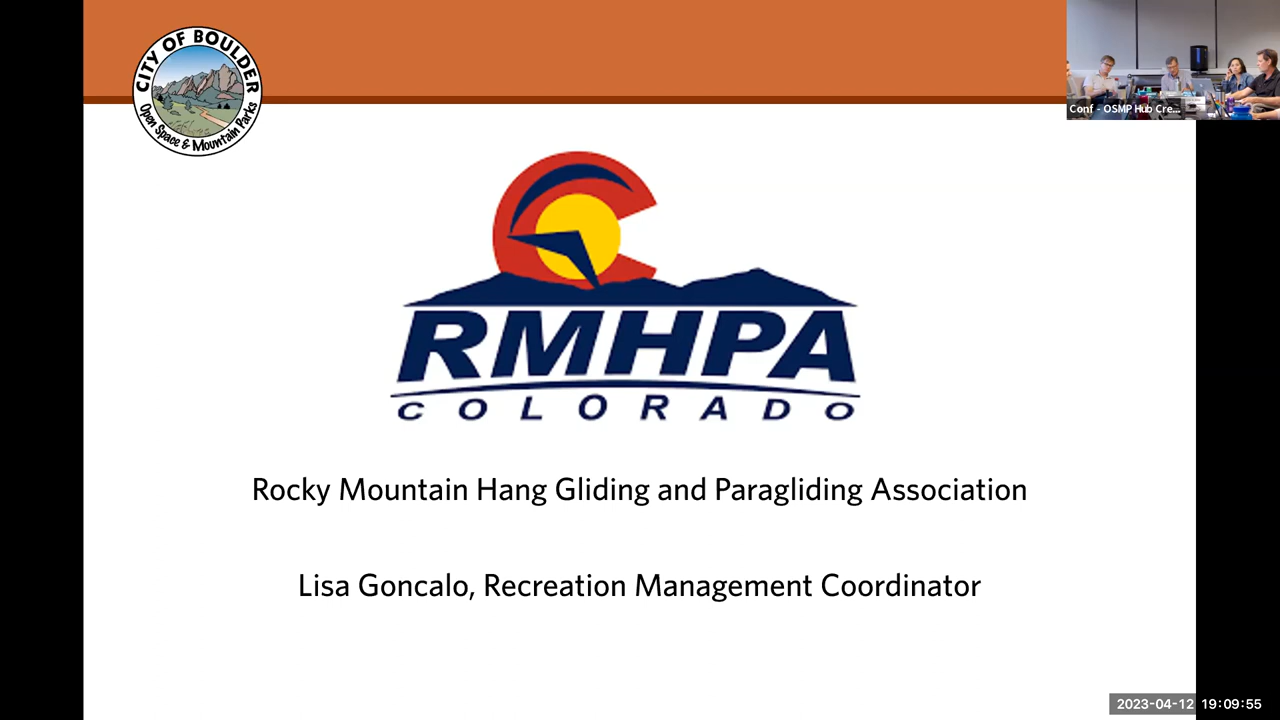 CITY OF BOULDER
Open Space & Mountain Parks
Conf - OSMP Hub Cre...
RMHPA
COLORADO
Rocky Mountain Hang Gliding and Paragliding Association
Lisa Goncalo, Recreation Management Coordinator
2023-04-12 19:09:55